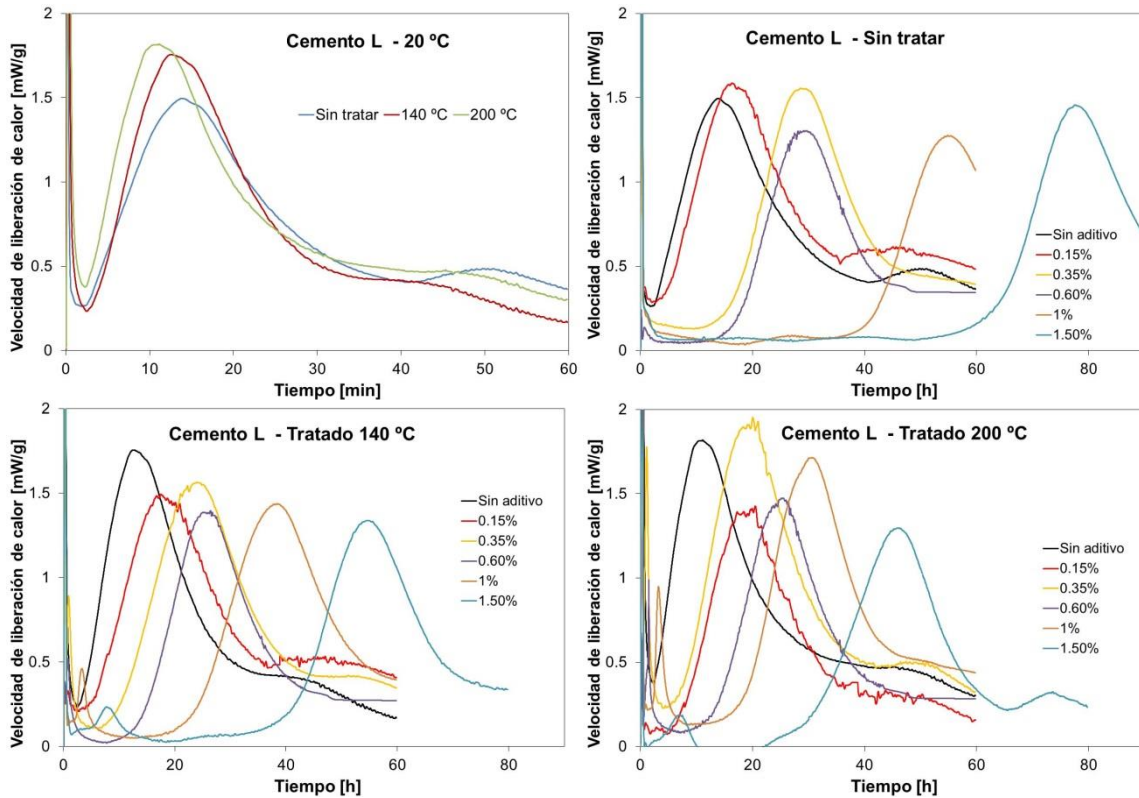 Cemento L - 20 ºC
Velocidad de liberación de calor [mW/g]
2
1.5
1
0.5
0
Sin tratar
140 ºC
200 ºC
0 10 20 30 40 50 60
Tiempo [min]
Cemento L - Sin tratar
Velocidad de liberación de calor [mW/g]
2
1.5
1
0.5
0
Sin aditivo
0.15%
0.35%
0.60%
1%
1.50%
0 20 40 60 80
Tiempo [h]
Cemento L - Tratado 140 ºC
Velocidad de liberación de calor [mW/g]
2
1.5
1
0.5
0
Sin aditivo
0.15%
0.35%
0.60%
1%
1.50%
0 20 40 60 80
Tiempo [h]
Cemento L - Tratado 200 ºC
Velocidad de liberación de calor [mW/g]
2
1.5
1
0.5
0
Sin aditivo
0.15%
0.35%
0.60%
1%
1.50%
0 20 40 60 80
Tiempo [h]